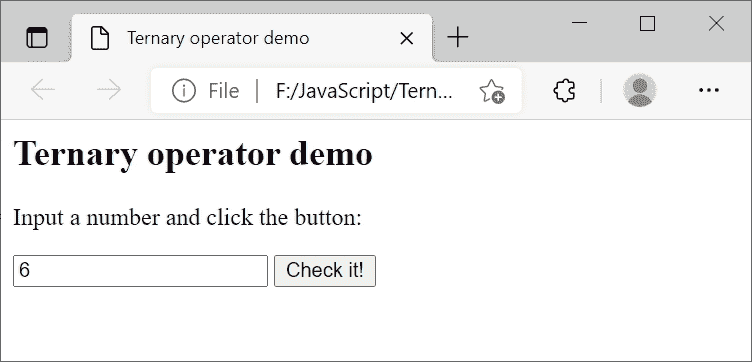 Ternary operator demo
File | F:/JavaScript/Tern...
Ternary operator demo
Input a number and click the button:
6 Check it!